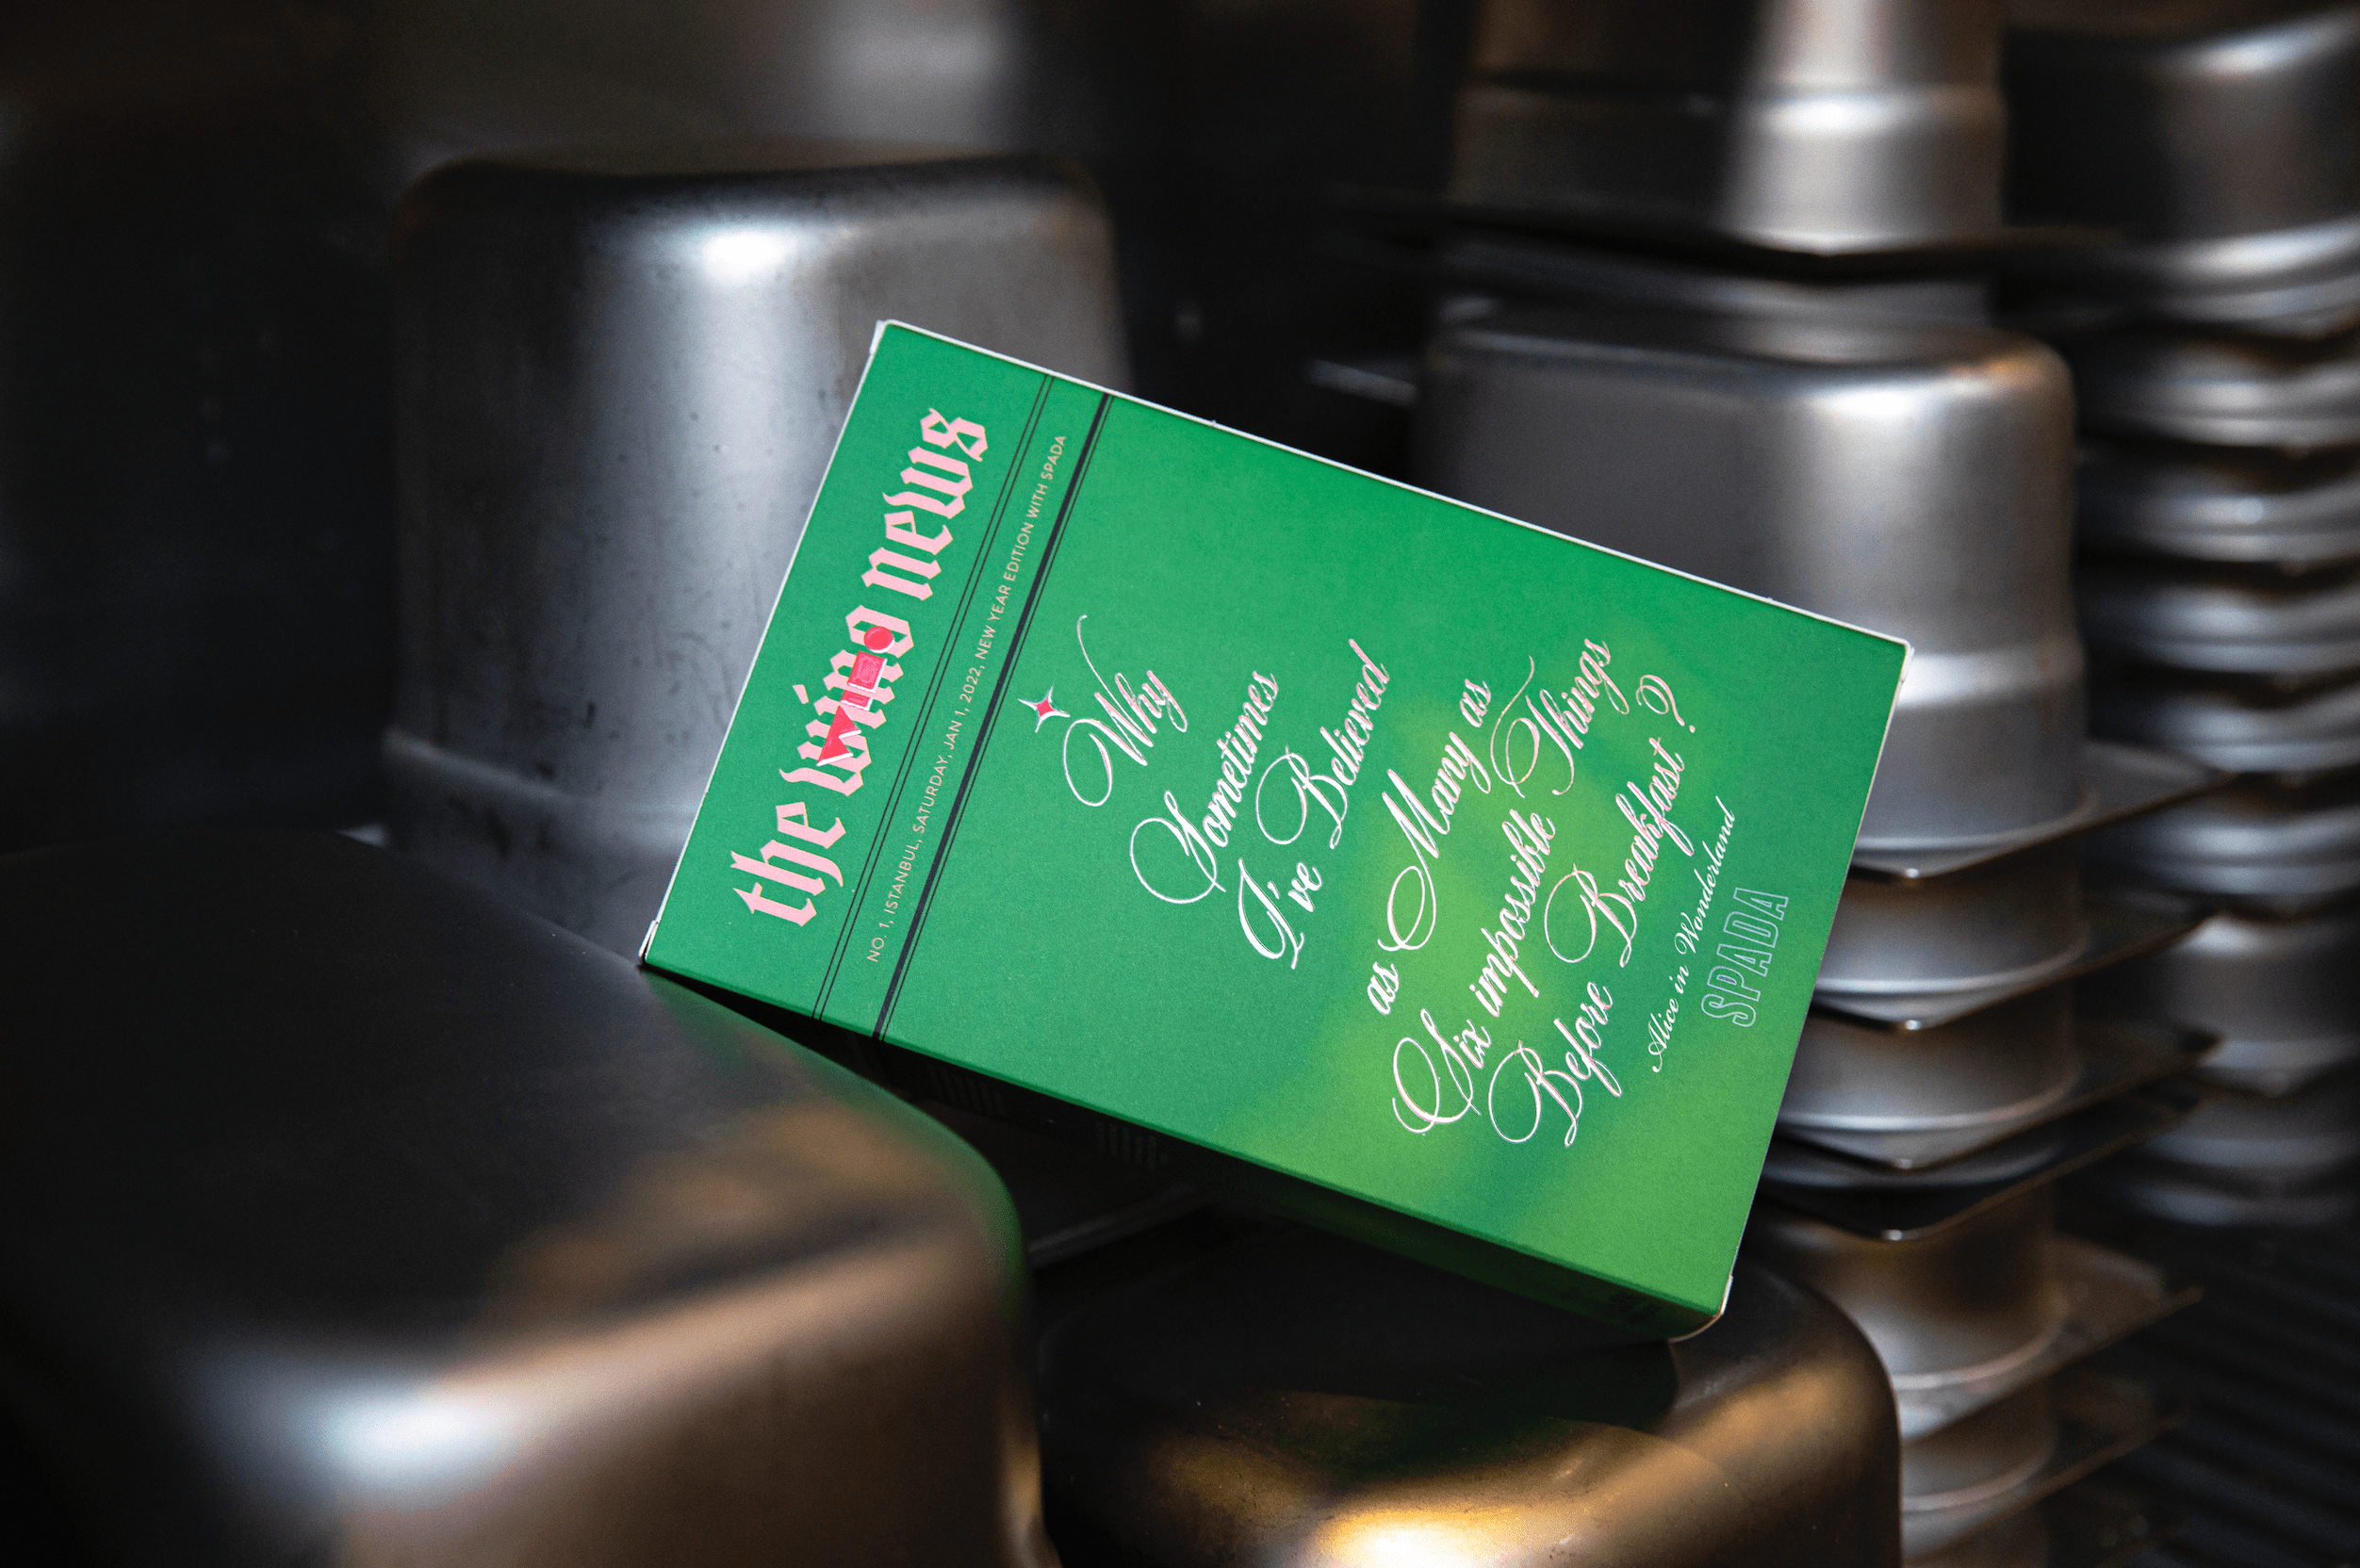 the wino news
NO. 1, ISTANBUL, SATURDAY, JAN 1, 2022, NEW YEAR EDITION WITH SPADA
Why
Sometimes
I've Believed
as Many as
Six impossible Things
Before Breakfast ?
Alice in Wonderland
SPADA